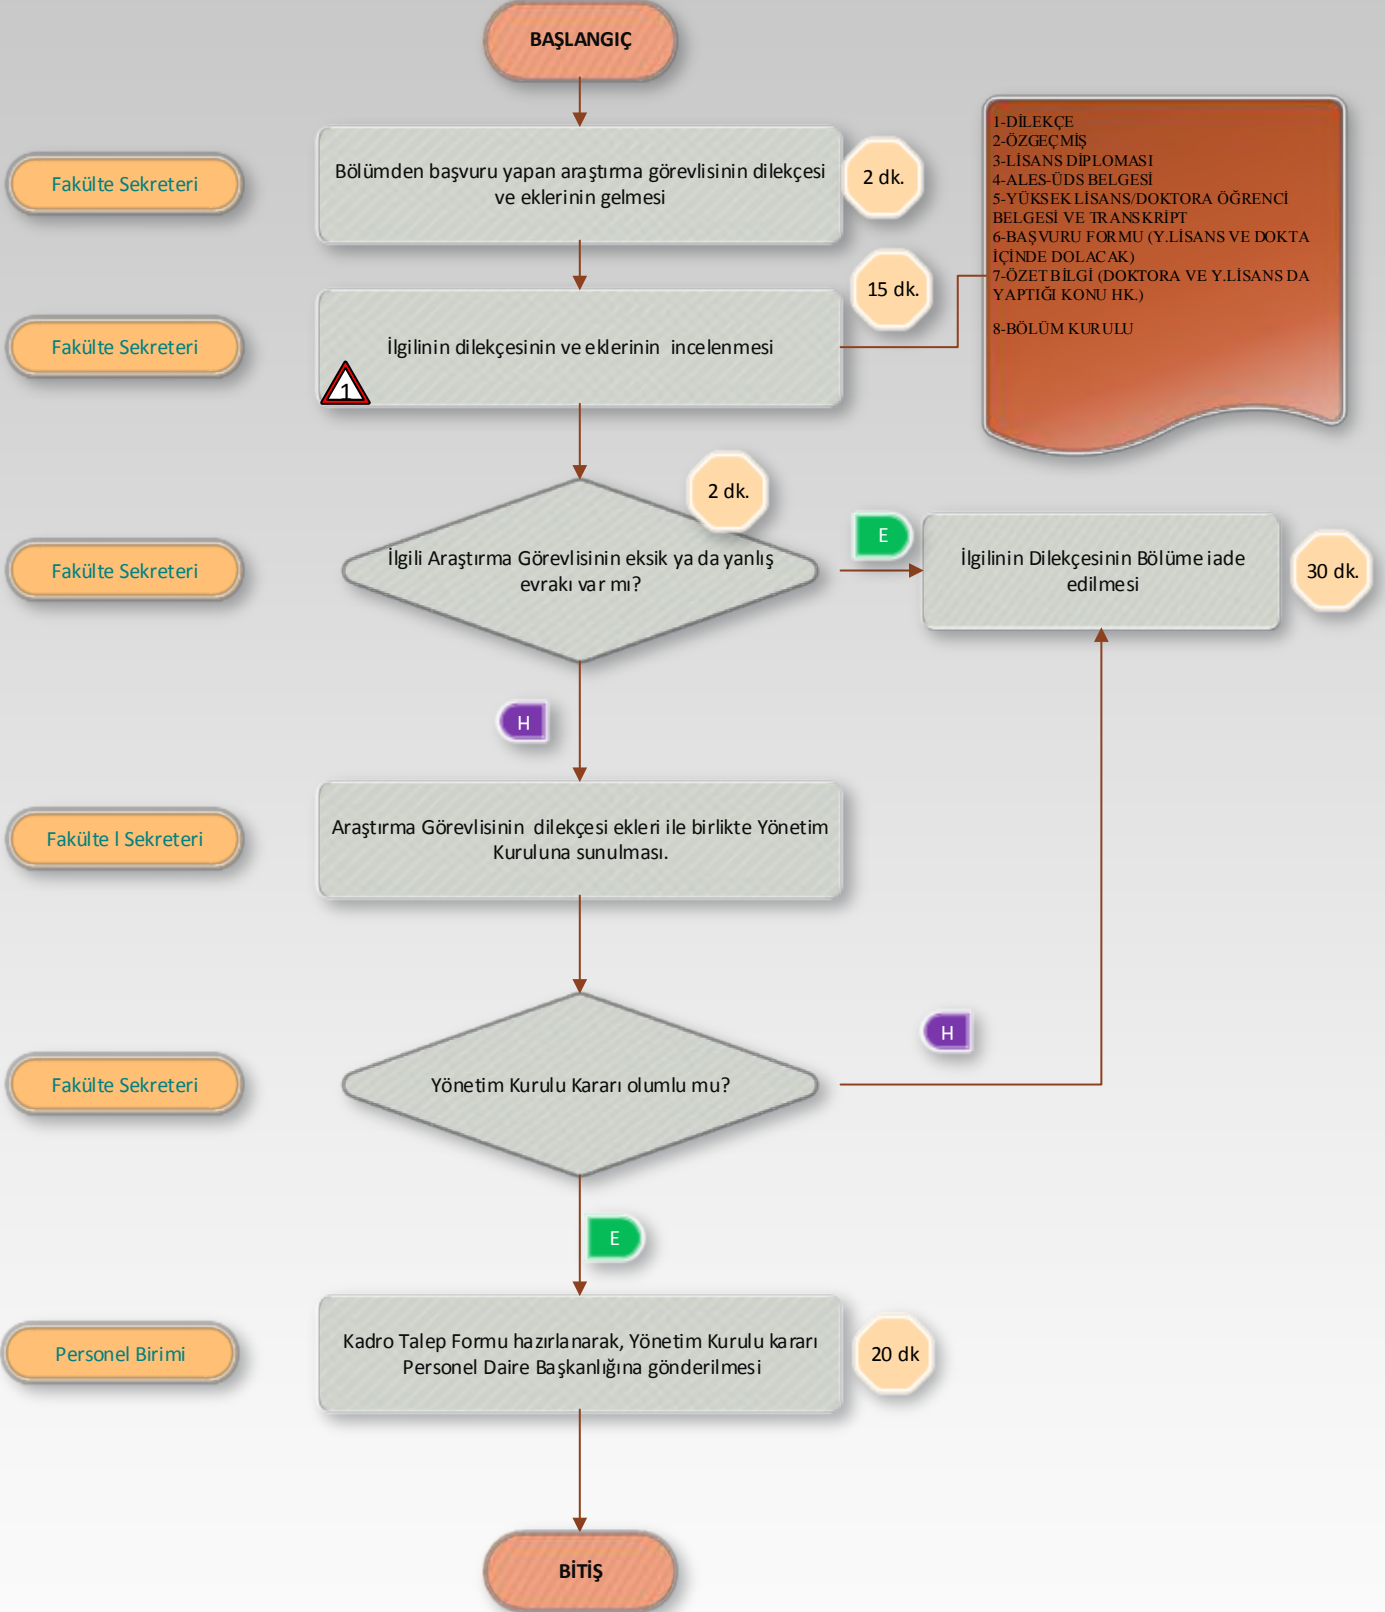 BAŞLANGIÇ
Fakülte Sekreteri
Bölümden başvuru yapan araştırma görevlisinin dilekçesi
ve eklerinin gelmesi
2 dk.
1-DİLEKÇE
2-ÖZGEÇMİŞ
3-LİSANS DİPLOMASI
4-ALES-ÜDS BELGESİ
5-YÜKSEK LİSANS/DOKTORA ÖĞRENCİ
BELGESİ VE TRANSKRİPT
6-BAŞVURU FORMU (Y.LİSANS VE DOKTA
İÇİNDE DOLACAK)
7-ÖZET BİLGİ (DOKTORA VE Y.LİSANS DA
YAPTIĞI KONU HK.)
8-BÖLÜM KURULU
15 dk.
Fakülte Sekreteri
İlgilinin dilekçesinin ve eklerinin incelenmesi
1
2 dk.
Fakülte Sekreteri
İlgili Araştırma Görevlisinin eksik ya da yanlış
evrakı var mı?
E
İlgilinin Dilekçesinin Bölüme iade
edilmesi
30 dk.
H
Fakülte l Sekreteri
Araştırma Görevlisinin dilekçesi ekleri ile birlikte Yönetim
Kuruluna sunulması.
Fakülte Sekreteri
Yönetim Kurulu Kararı olumlu mu?
H
E
Personel Birimi
Kadro Talep Formu hazırlanarak, Yönetim Kurulu kararı
Personel Daire Başkanlığına gönderilmesi
20 dk
BİTİŞ